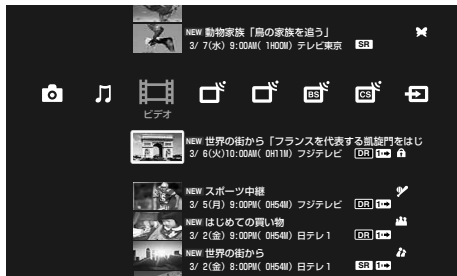 NEW 動物家族「鳥の家族を追う」
3/ 7(水) 9:00AM( 1H00M) テレビ東京 SR
BS CS
ビデオ
NEW 世界の街から「フランスを代表する凱旋門をはじ
3/ 6(火)10:00AM( 0H11M) フジテレビ DR 1
NEW スポーツ中継
3/ 5(月) 9:00PM( 0H54M) フジテレビ DR 1
NEW はじめての買い物
3/ 2(金) 9:00PM( 0H54M) 日テレ1 DR 1
NEW 世界の街から
3/ 2(金) 8:00PM( 0H54M) 日テレ1 SR 1